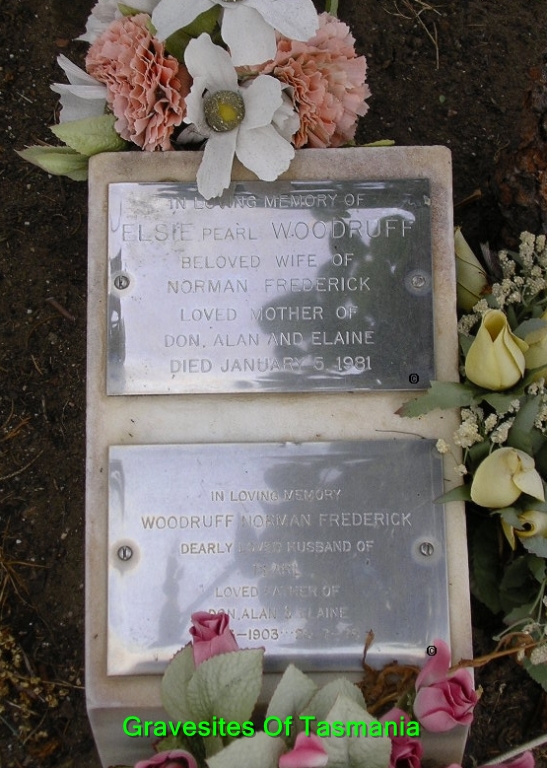 IN LOVING MEMORY OF
ELSIE PEARL WOODRUFF
BELOVED WIFE OF
NORMAN FREDERICK
LOVED MOTHER OF
DON, ALAN AND ELAINE
DIED JANUARY 5, 1981
IN LOVING MEMORY
WOODRUFF NORMAN FREDERICK
DEARLY LOVED HUSBAND OF
LOVED FATHER OF
DON, ALAN & ELAINE
–1903
Gravesites Of Tasmania